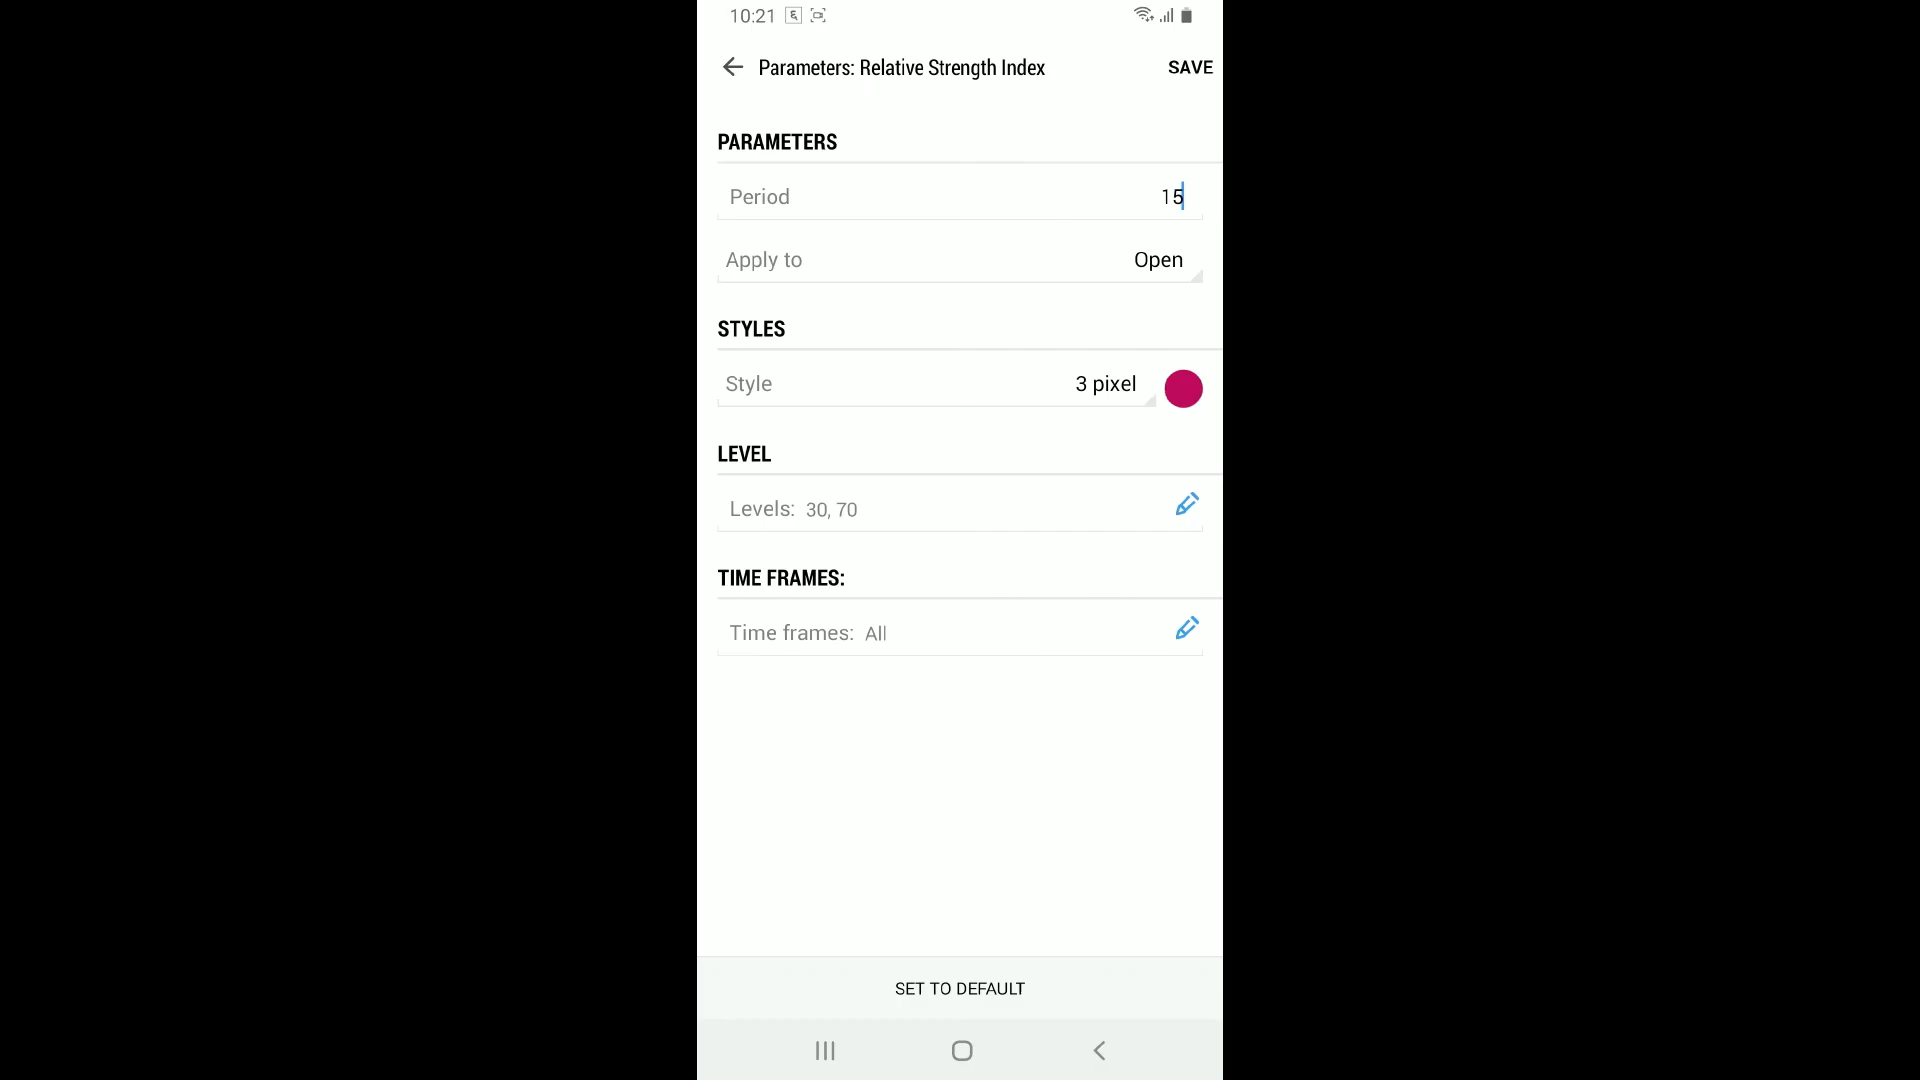 10:21
Parameters: Relative Strength Index
SAVE
PARAMETERS
Period 15
Apply to Open
STYLES
Style 3 pixel
LEVEL
Levels: 30, 70
TIME FRAMES:
Time frames: All
SET TO DEFAULT